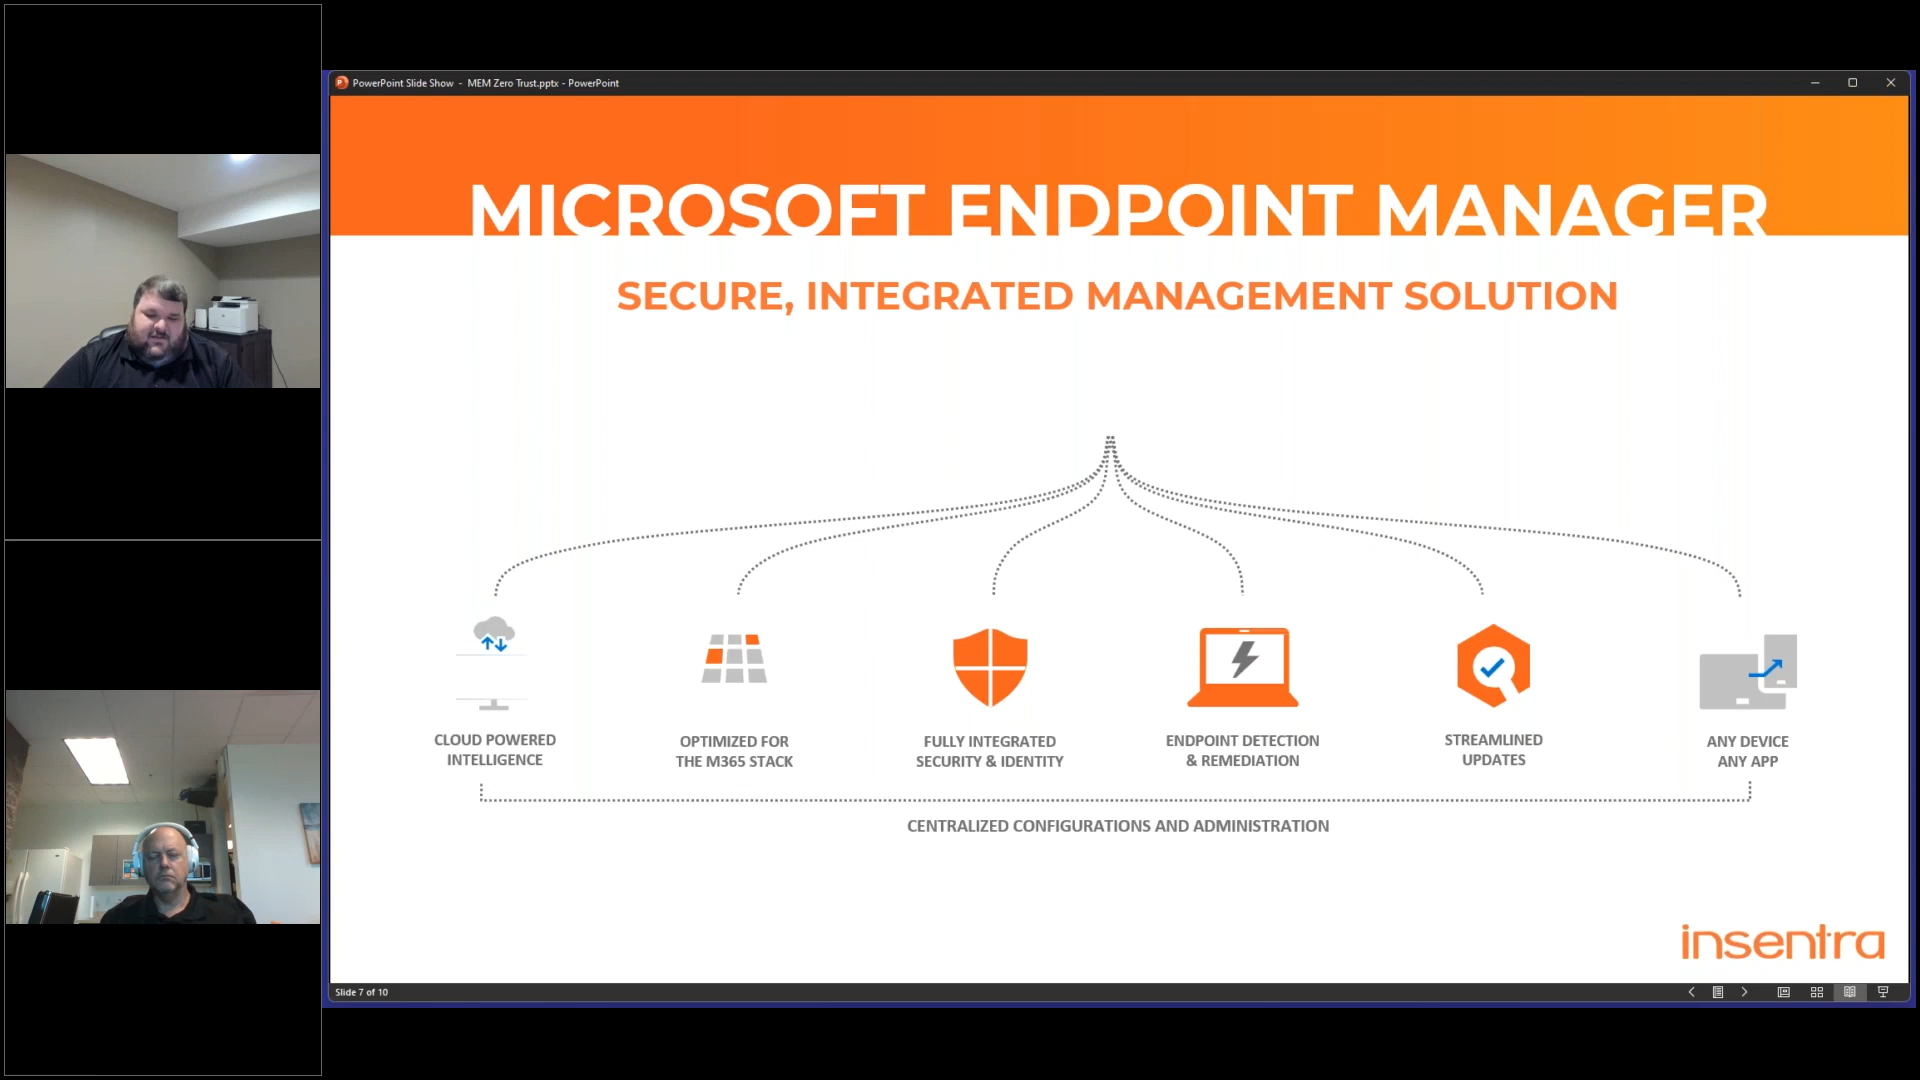 PowerPoint Slide Show - MEM Zero Trust.pptx - PowerPoint
MICROSOFT ENDPOINT MANAGER
SECURE, INTEGRATED MANAGEMENT SOLUTION
CLOUD POWERED
INTELLIGENCE
OPTIMIZED FOR
THE M365 STACK
FULLY INTEGRATED
SECURITY & IDENTITY
ENDPOINT DETECTION
& REMEDIATION
STREAMLINED
UPDATES
ANY DEVICE
ANY APP
CENTRALIZED CONFIGURATIONS AND ADMINISTRATION
insentra
Slide 7 of 10